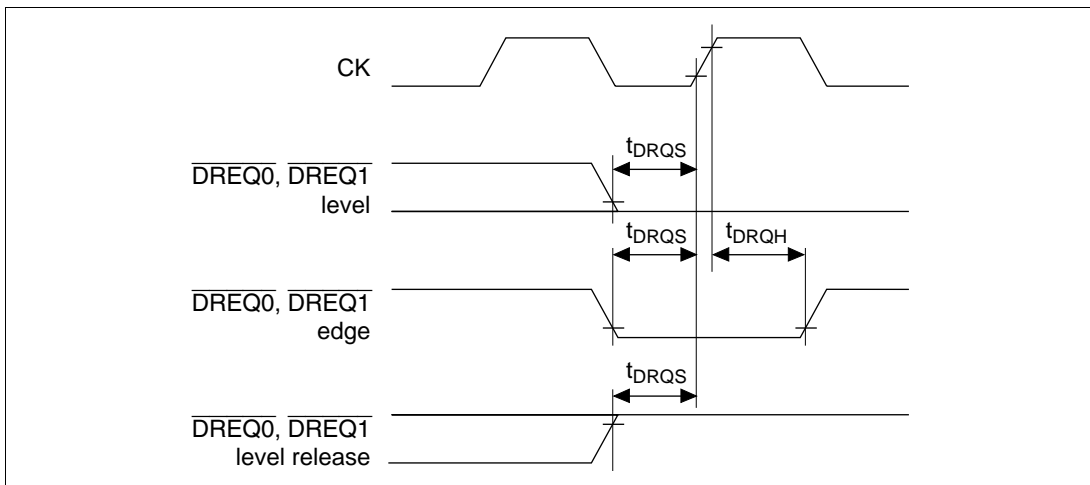 CK
tDRQS
DREQ0, DREQ1
level
tDRQS
tDRQH
DREQ0, DREQ1
edge
tDRQS
DREQ0, DREQ1
level release